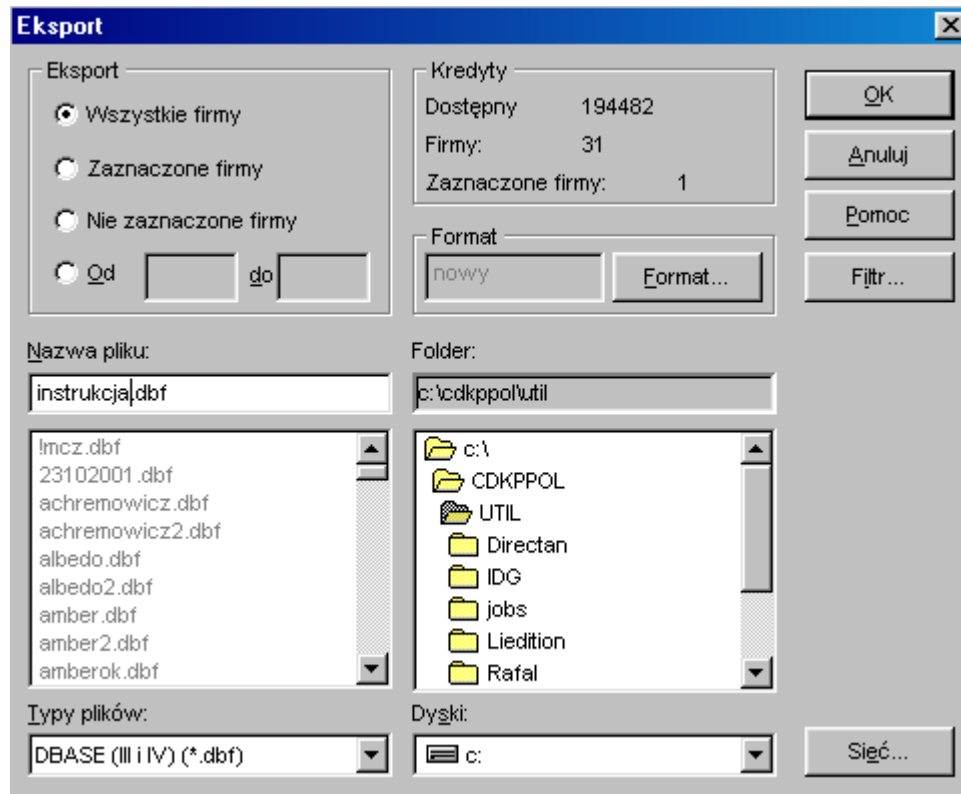 Eksport
Eksport
Wszystkie firmy
Zaznaczone firmy
Nie zaznaczone firmy
Od do
Kredyty
Dostępny 194482
Firmy: 31
Zaznaczone firmy: 1
Format
nowy Format...
OK
Anuluj
Pomoc
Filtr...
Nazwa pliku:
instrukcja.dbf
!mcz.dbf
23102001.dbf
achremowicz.dbf
achremowicz2.dbf
albedo.dbf
albedo2.dbf
amber.dbf
amber2.dbf
amberok.dbf
Typy plików:
DBASE (III i IV) (*.dbf)
Folder:
c:\cdkppol\util
c:\
CDKPPOL
UTIL
Directan
IDG
jobs
Liedition
Rafal
Dyski:
c:
Sieć...